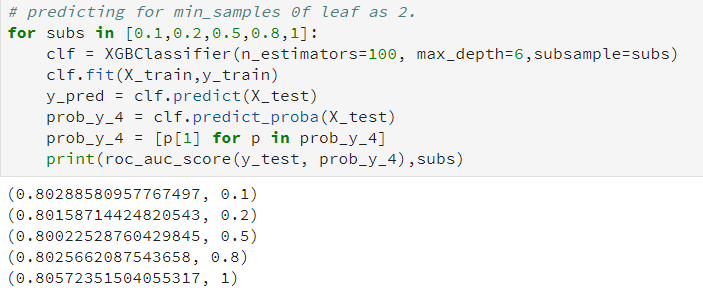 # predicting for min_samples 0f leaf as 2.
for subs in [0.1,0.2,0.5,0.8,1]:
    clf = XGBClassifier(n_estimators=100, max_depth=6,subsample=subs)
    clf.fit(X_train,y_train)
    y_pred = clf.predict(X_test)
    prob_y_4 = clf.predict_proba(X_test)
    prob_y_4 = [p[1] for p in prob_y_4]
    print(roc_auc_score(y_test, prob_y_4),subs)
(0.80288580957767497, 0.1)
(0.80158714424820543, 0.2)
(0.80022528760429845, 0.5)
(0.8025662087543658, 0.8)
(0.80572351504055317, 1)